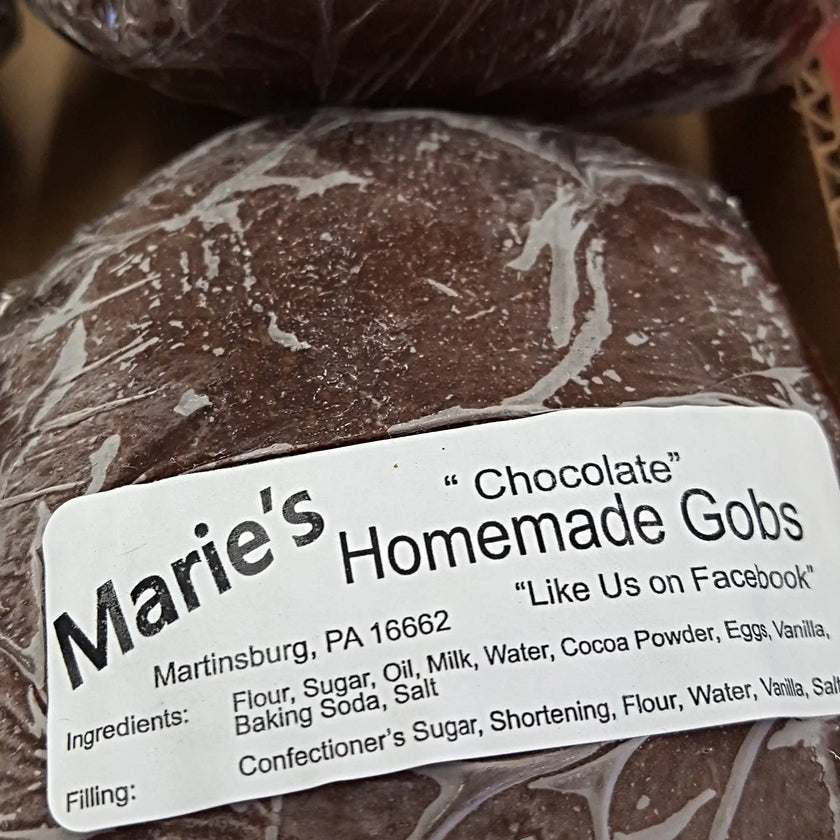 “ Chocolate”
Marie's Homemade Gobs
“Like Us on Facebook”
Martinsburg, PA 16662
Ingredients: Flour, Sugar, Oil, Milk, Water, Cocoa Powder, Eggs, Vanilla,
Baking Soda, Salt
Filling: Confectioner's Sugar, Shortening, Flour, Water, Vanilla, Salt